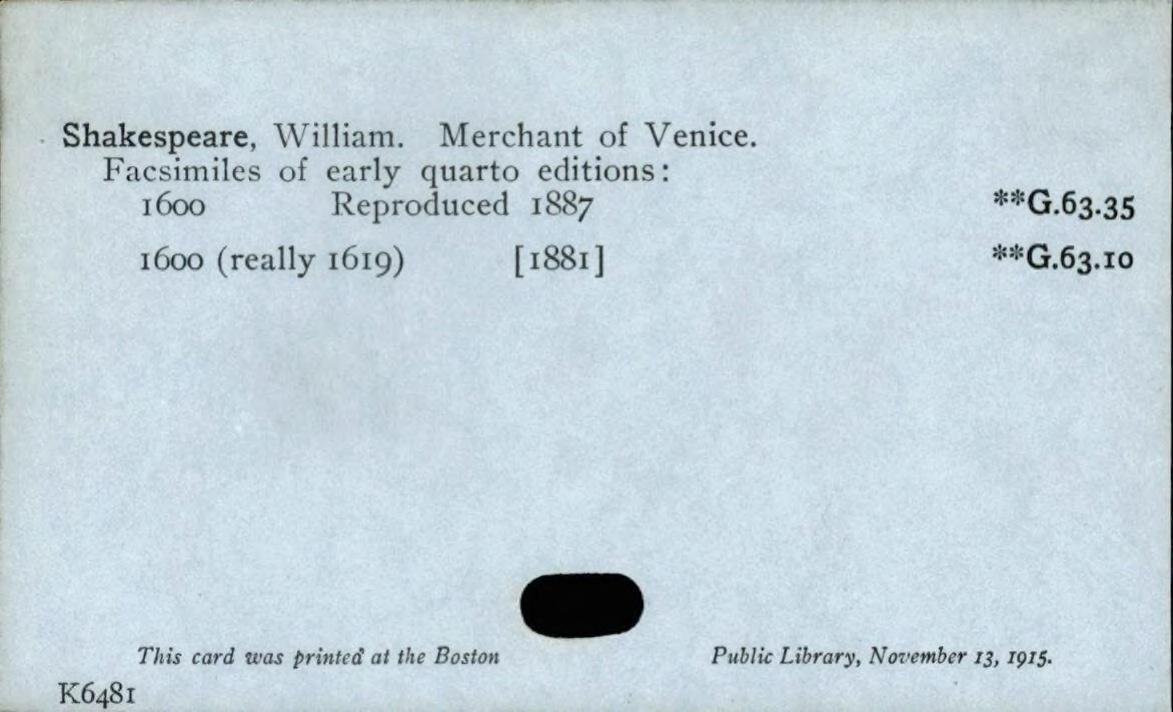 Shakespeare, William. Merchant of Venice.
Facsimiles of early quarto editions:
1600 Reproduced 1887 **G.63.35
1600 (really 1619) [1881] **G.63.10
This card was printed at the Boston Public Library, November 13, 1915.
K6481